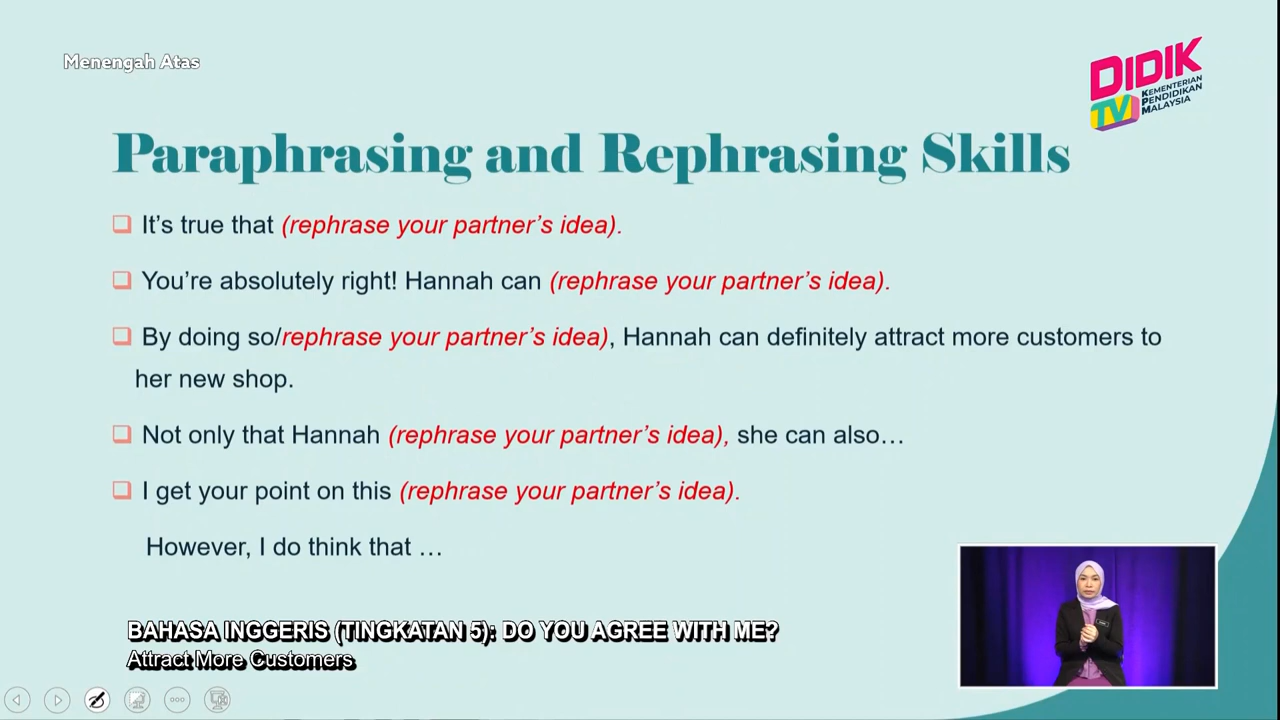 Menengah Atas
DIDIK
TV
KEMENTERIAN
PENDIDIKAN
MALAYSIA
Paraphrasing and Rephrasing Skills
It's true that (rephrase your partner's idea).
You're absolutely right! Hannah can (rephrase your partner's idea).
By doing so/rephrase your partner's idea), Hannah can definitely attract more customers to
her new shop.
Not only that Hannah (rephrase your partner's idea), she can also…
I get your point on this (rephrase your partner's idea).
However, I do think that …
BAHASA INGGERIS (TINGKATAN 5): DO YOU AGREE WITH ME?
Attract More Customers